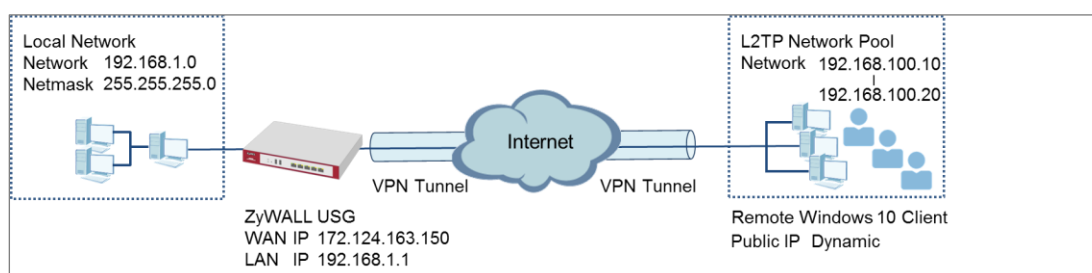 Local Network
Network 192.168.1.0
Netmask 255.255.255.0
L2TP Network Pool
Network 192.168.100.10
|
192.168.100.20
Internet
VPN Tunnel
VPN Tunnel
ZyWALL USG
WAN IP 172.124.163.150
LAN IP 192.168.1.1
Remote Windows 10 Client
Public IP Dynamic